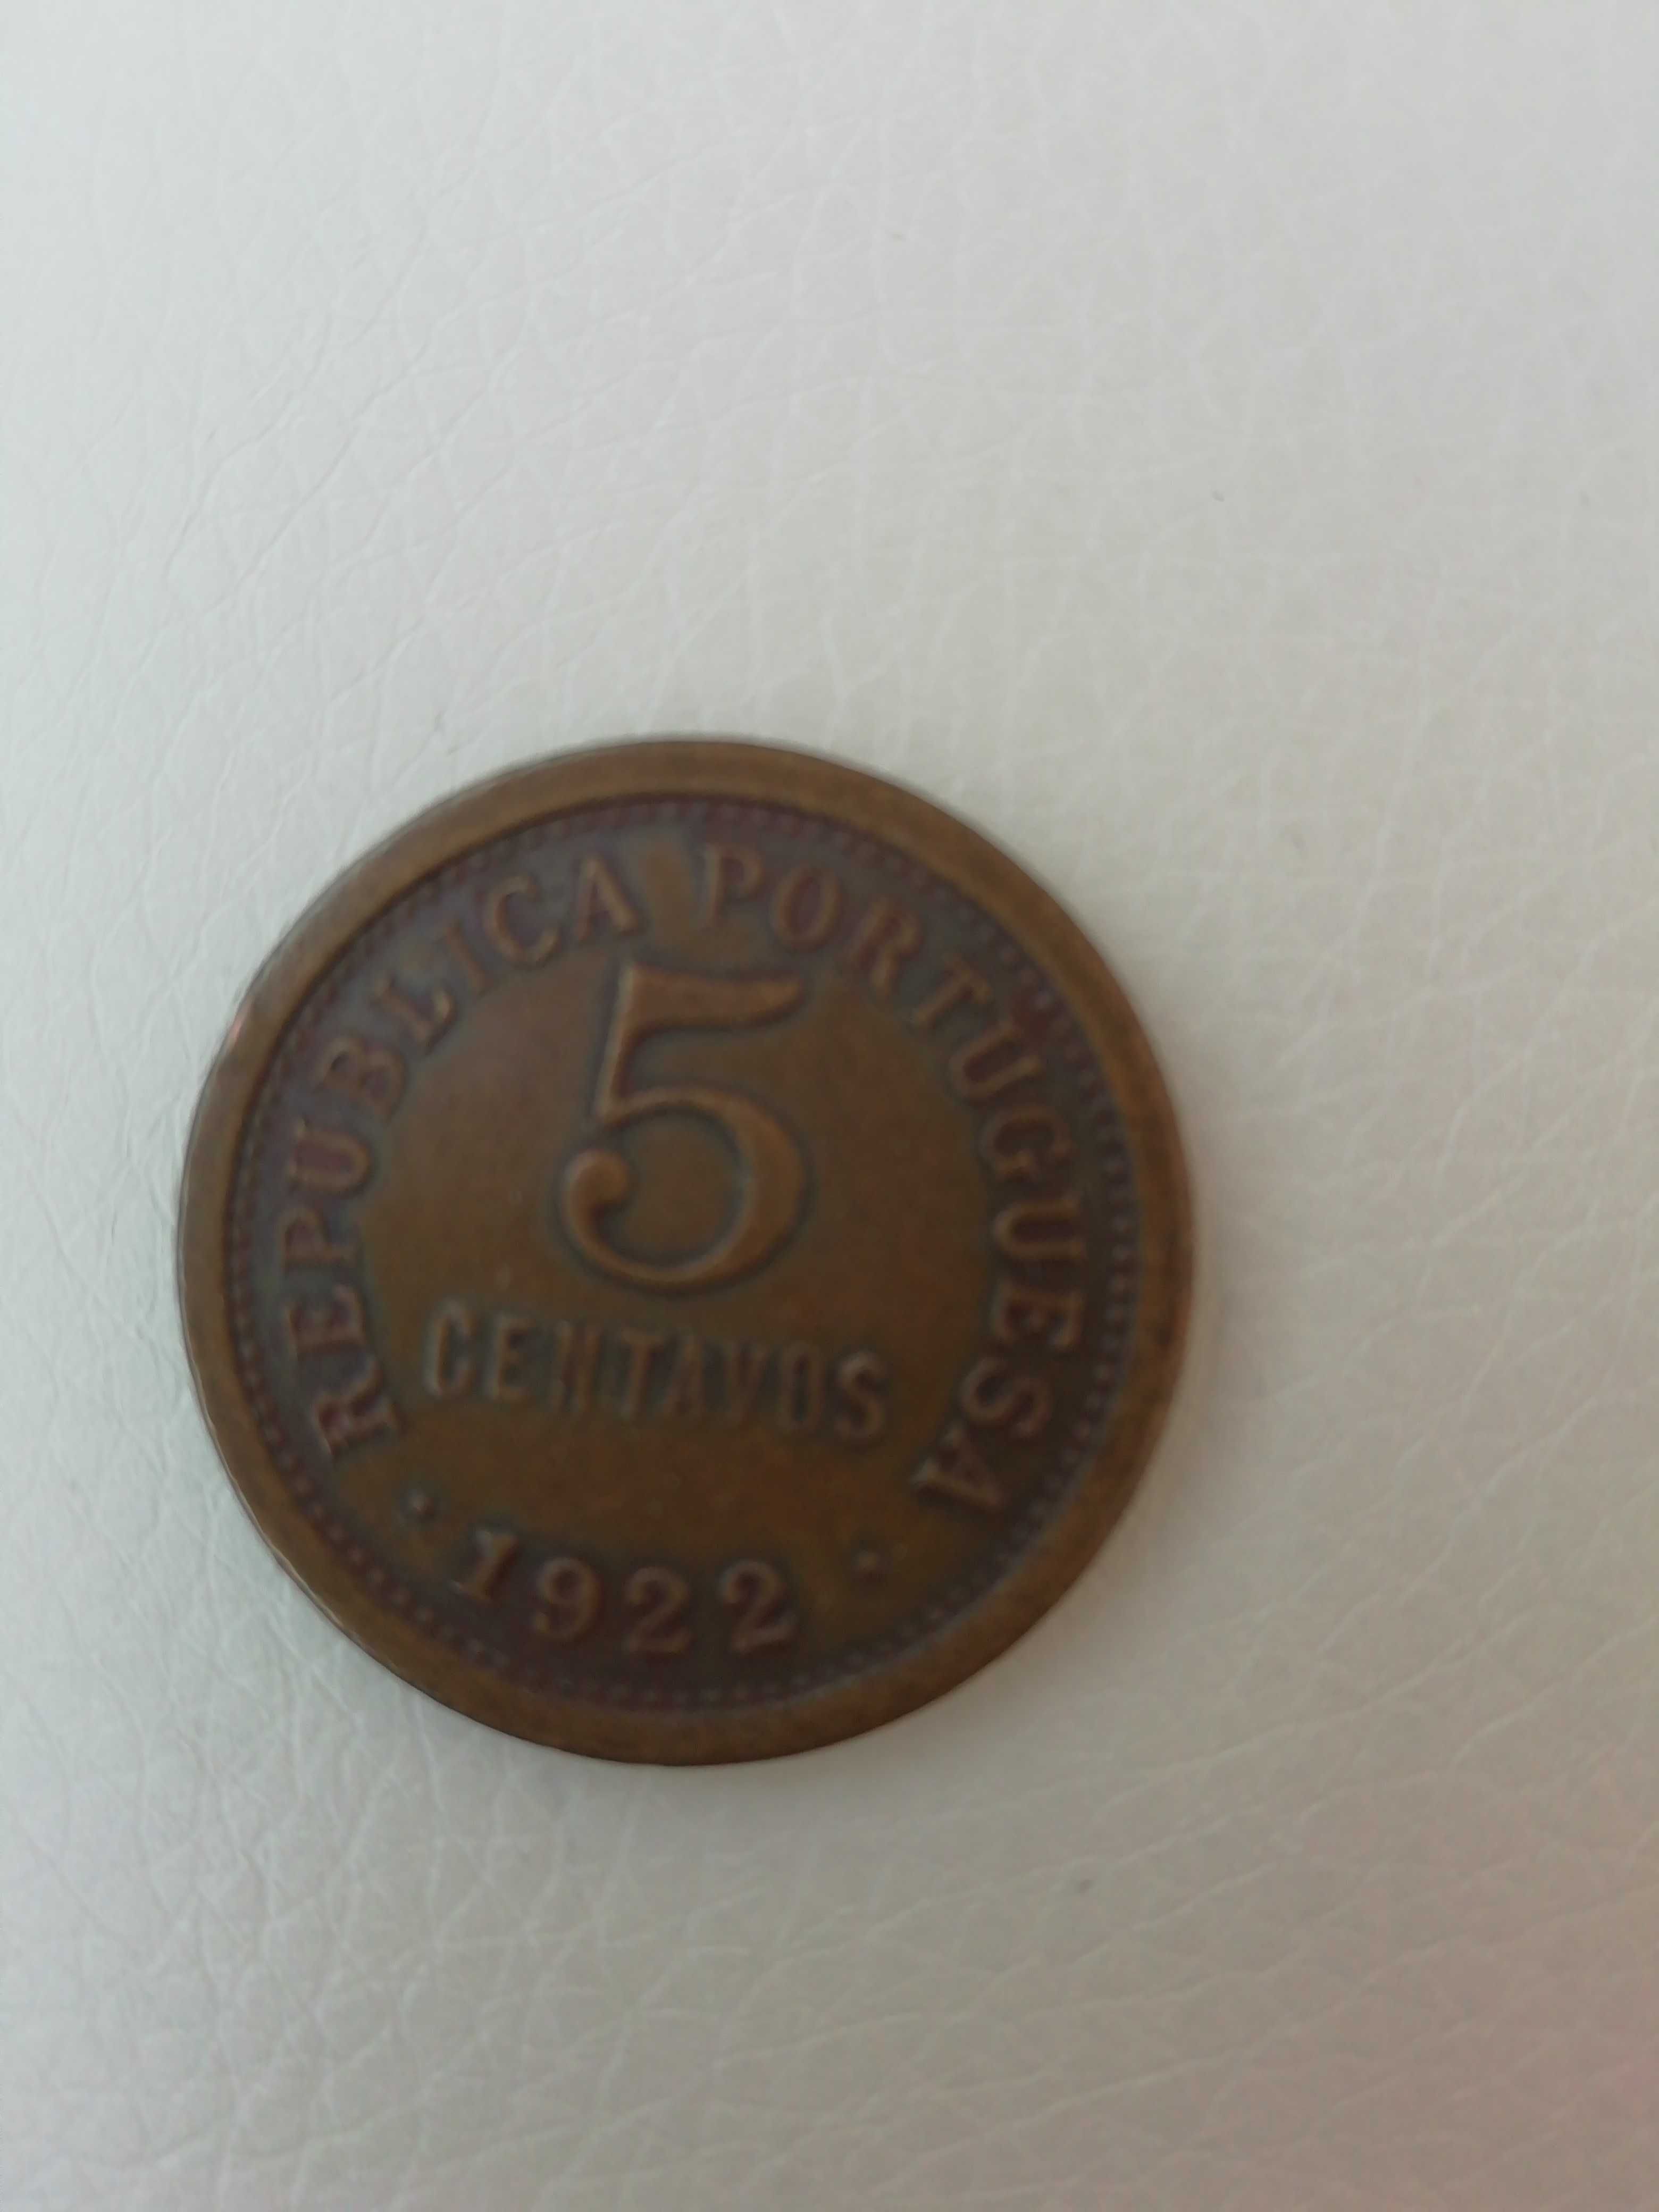 REPUBLICA PORTUGUESA
5
CENTAVOS
· 1922 ·